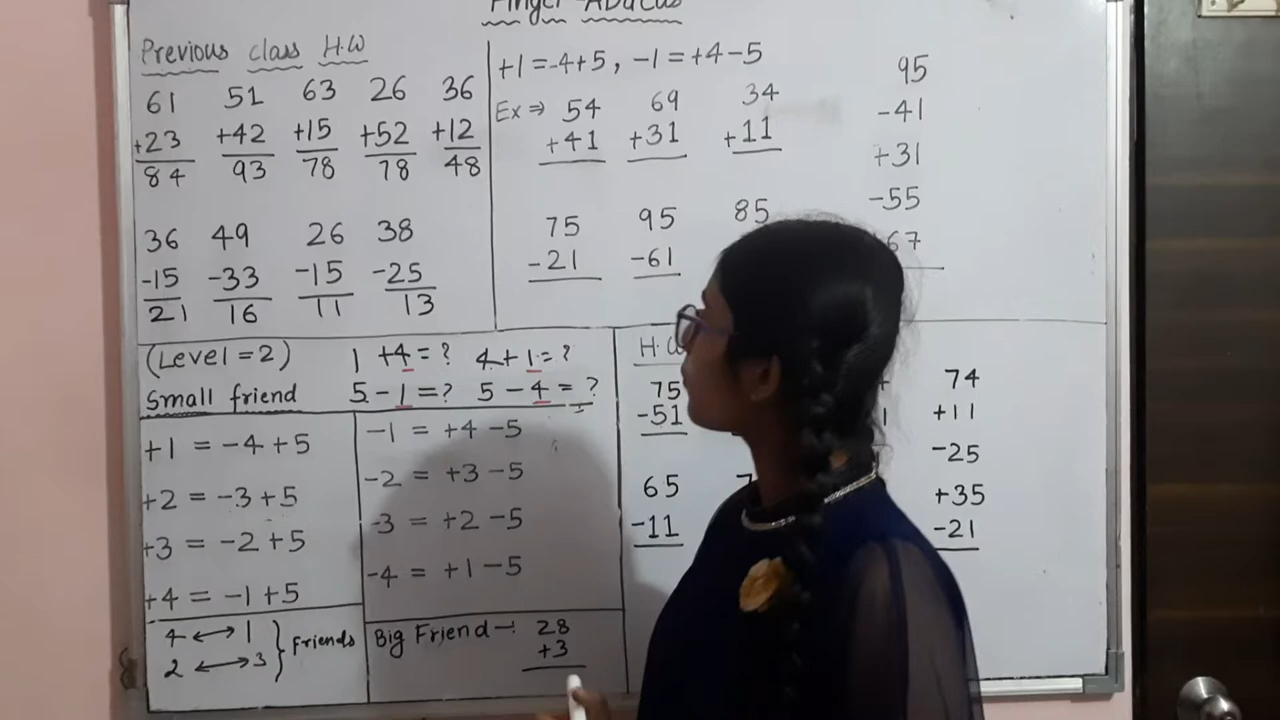 Finger Abacus
Previous class H.W
61 51 63 26 36
+23 +42 +15 +52 +12
84 93 78 78 48
36 49 26 38
-15 -33 -15 -25
21 16 11 13
+1 = -4+5, -1 = +4-5
Ex ⇒ 54 69 34
+41 +31 +11
75 95 85
-21 -61
95
-41
+31
-55
67
(Level = 2) 1 +4 = ? 4+1 = ?
Small friend 5-1 = ? 5-4 = ?
+1 = -4+5
+2 = -3+5
+3 = -2+5
+4 = -1+5
4 ↔ 1 } Friends
2 ↔ 3
-1 = +4-5
-2 = +3-5
-3 = +2-5
-4 = +1-5
Big Friend -: 28
+3
75
-51
65
-11
74
+11
-25
+35
-21